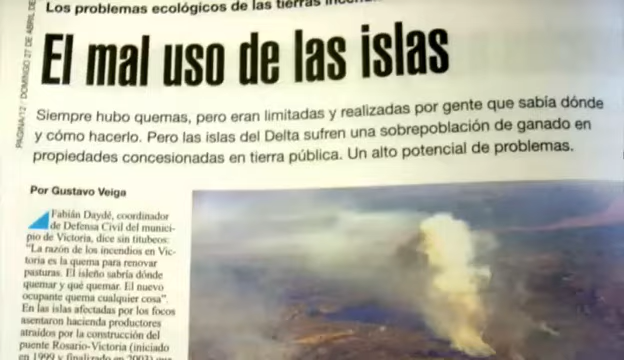 Los problemas ecológicos de las tierras
El mal uso de las islas
Siempre hubo quemas, pero eran limitadas y realizadas por gente que sabía dónde
y cómo hacerlo. Pero las islas del Delta sufren una sobrepoblación de ganado en
propiedades concesionadas en tierra pública. Un alto potencial de problemas.
PAGINA/12 / DOMINGO 27 DE ABRIL DE
Por Gustavo Veiga
Fabián Daydé, coordinador
de Defensa Civil del munici-
pio de Victoria, dice sin titubeos:
"La razón de los incendios en Vic-
toria es la quema para renovar
pasturas. El isleño sabría dónde
quemar y qué quemar. El nuevo
ocupante quema cualquier cosa".
En las islas afectadas por los focos
asentaron hacienda productores
atraídos por la construcción del
puente Rosario-Victoria (iniciado
en 1999 y finalizado en 2003)